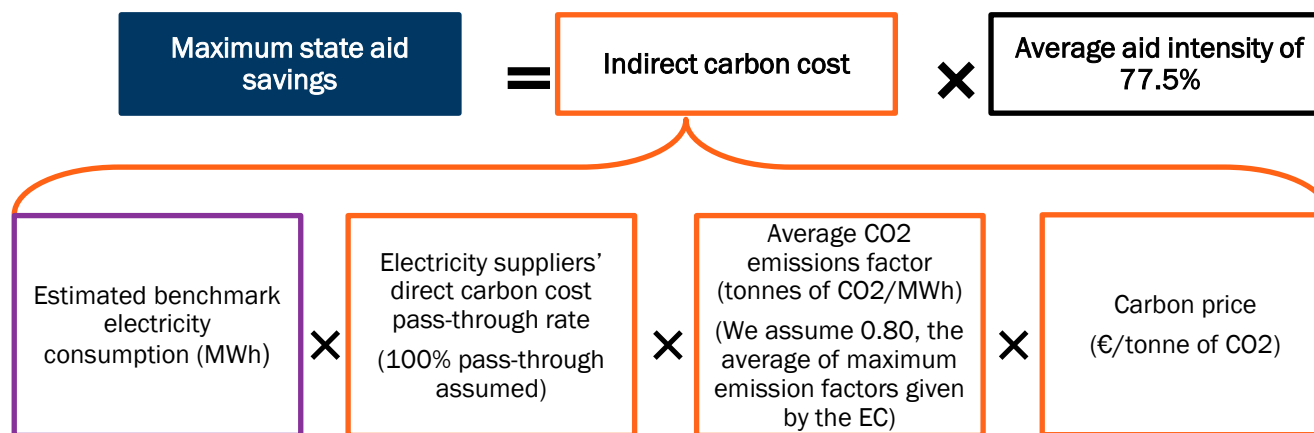 Maximum state aid
savings
=
Indirect carbon cost
×
Average aid intensity of
77.5%
Estimated benchmark
electricity
consumption (MWh)
×
Electricity suppliers’
direct carbon cost
pass-through rate
(100% pass-through
assumed)
×
Average CO2
emissions factor
(tonnes of CO2/MWh)
(We assume 0.80, the
average of maximum
emission factors given
by the EC)
×
Carbon price
(€/tonne of CO2)